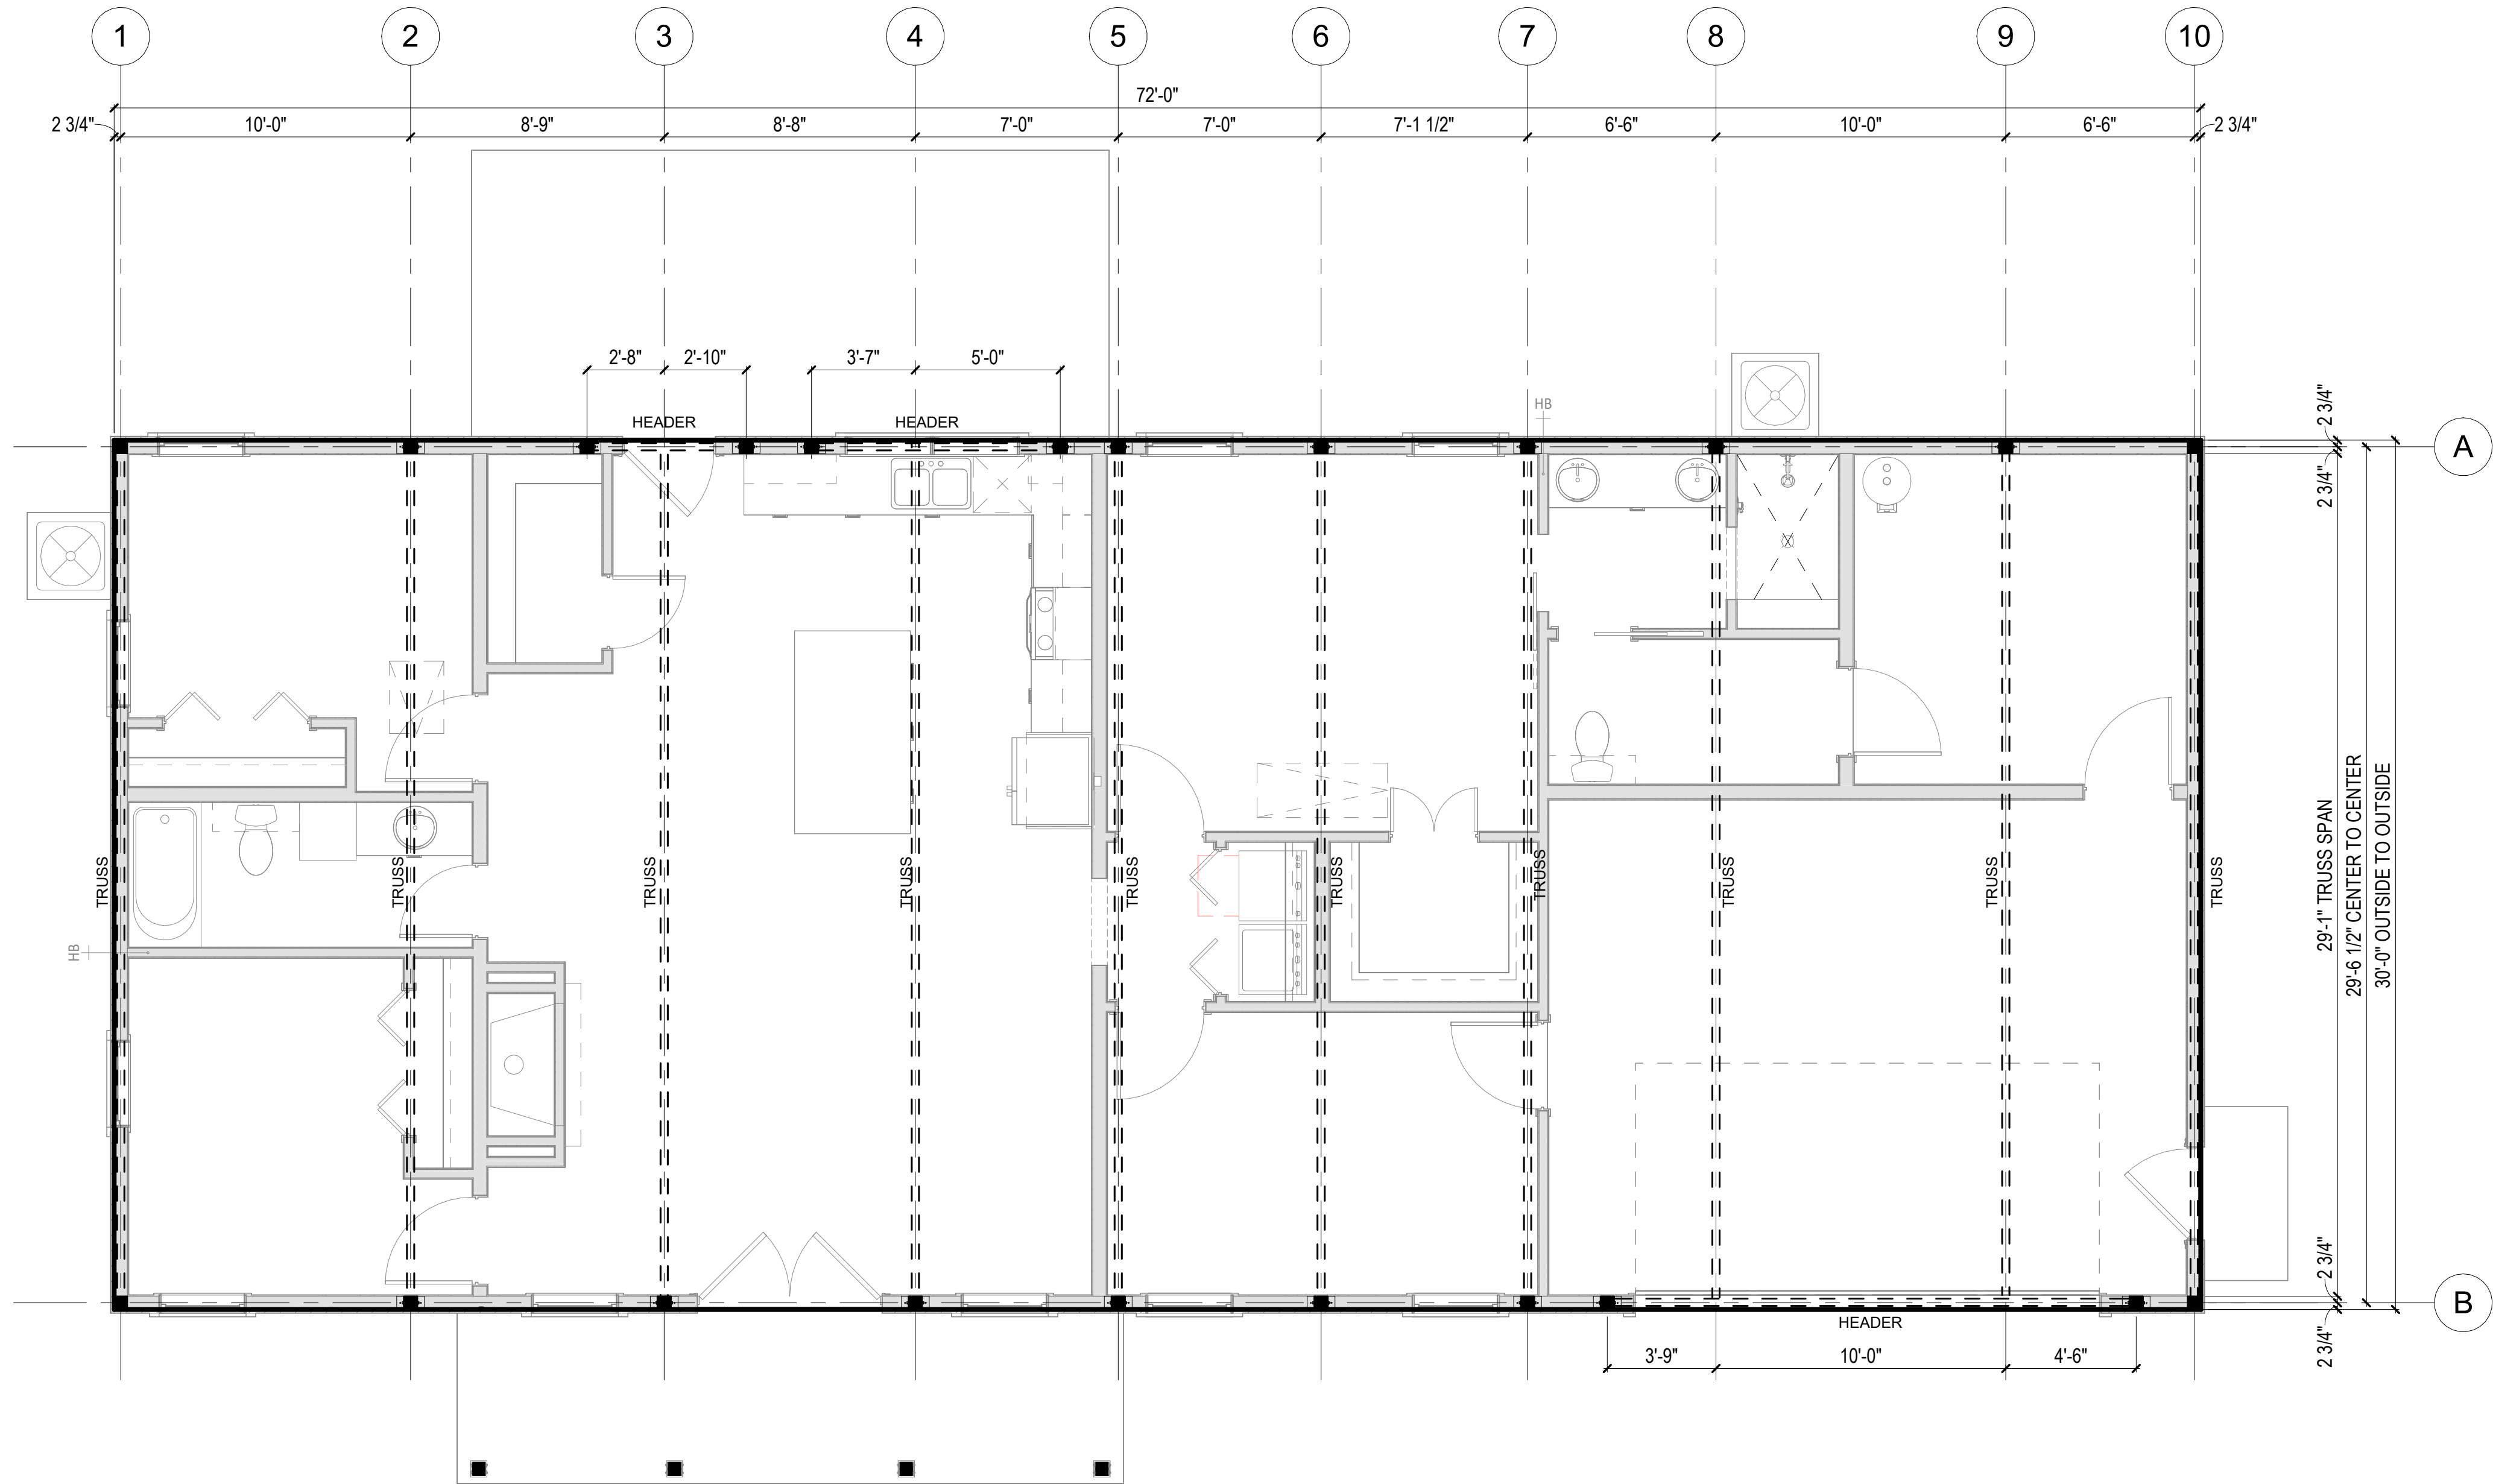 1 2 3 4 5 6 7 8 9 10
72'-0"
2 3/4" 10'-0" 8'-9" 8'-8" 7'-0" 7'-0" 7'-1 1/2" 6'-6" 10'-0" 6'-6" 2 3/4"
2'-8" 2'-10" 3'-7" 5'-0"
HEADER HEADER
HB
A
2 3/4"
2 3/4"
TRUSS TRUSS TRUSS TRUSS TRUSS TRUSS TRUSS TRUSS TRUSS TRUSS
29'-1" TRUSS SPAN
29'-6 1/2" CENTER TO CENTER
30'-0" OUTSIDE TO OUTSIDE
HB
2 3/4"
B
HEADER
2 3/4"
3'-9" 10'-0" 4'-6"